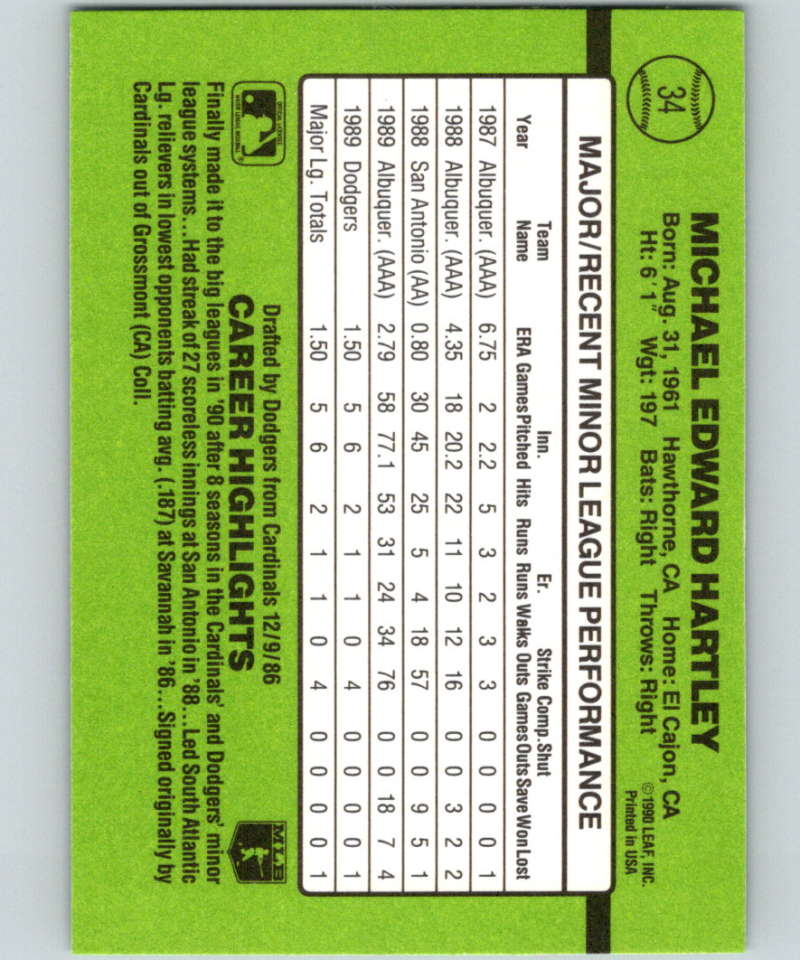 34
MICHAEL EDWARD HARTLEY
Born: Aug. 31, 1961 Hawthorne, CA Home: El Cajon, CA
Ht: 6'1" Wgt: 197 Bats: Right Throws: Right
©1990 LEAF, INC.
Printed in USA
MAJOR/RECENT MINOR LEAGUE PERFORMANCE
Team Inn. Er. Strike Comp. Shut
Year Name ERA Games Pitched Hits Runs Runs Walks Outs Games Outs Save Won Lost
1987 Albuquer. (AAA) 6.75 2 2.2 5 3 2 3 3 0 0 0 0 1
1988 Albuquer. (AAA) 4.35 18 20.2 22 11 10 12 16 0 0 3 2 2
1988 San Antonio (AA) 0.80 30 45 25 5 4 18 57 0 0 9 5 1
1989 Albuquer. (AAA) 2.79 58 77.1 53 31 24 34 76 0 0 18 7 4
1989 Dodgers 1.50 5 6 2 1 1 0 4 0 0 0 0 1
Major Lg. Totals 1.50 5 6 2 1 1 0 4 0 0 0 0 1
Drafted by Dodgers from Cardinals 12/9/86
CAREER HIGHLIGHTS
MLB
Finally made it to the big leagues in '90 after 8 seasons in the Cardinals' and Dodgers' minor
league systems...Had streak of 27 scoreless innings at San Antonio in '88...Led South Atlantic
Lg. relievers in lowest opponents batting avg. (.187) at Savannah in '86...Signed originally by
Cardinals out of Grossmont (CA) Coll.